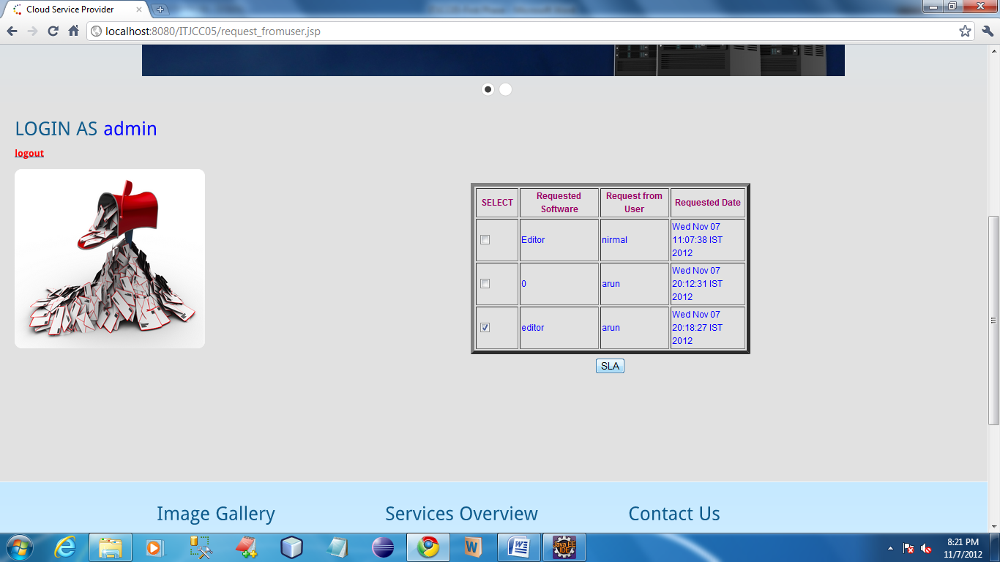 Cloud Service Provider
localhost:8080/ITJCC05/request_fromuser.jsp
LOGIN AS admin
logout
SELECT
Requested
Software
Request from
User
Requested Date
Editor
nirmal
Wed Nov 07
11:07:38 IST
2012
0
arun
Wed Nov 07
20:12:31 IST
2012
editor
arun
Wed Nov 07
20:18:27 IST
2012
SLA
Image Gallery
Services Overview
Contact Us
Java EE
IDE
8:21 PM
11/7/2012